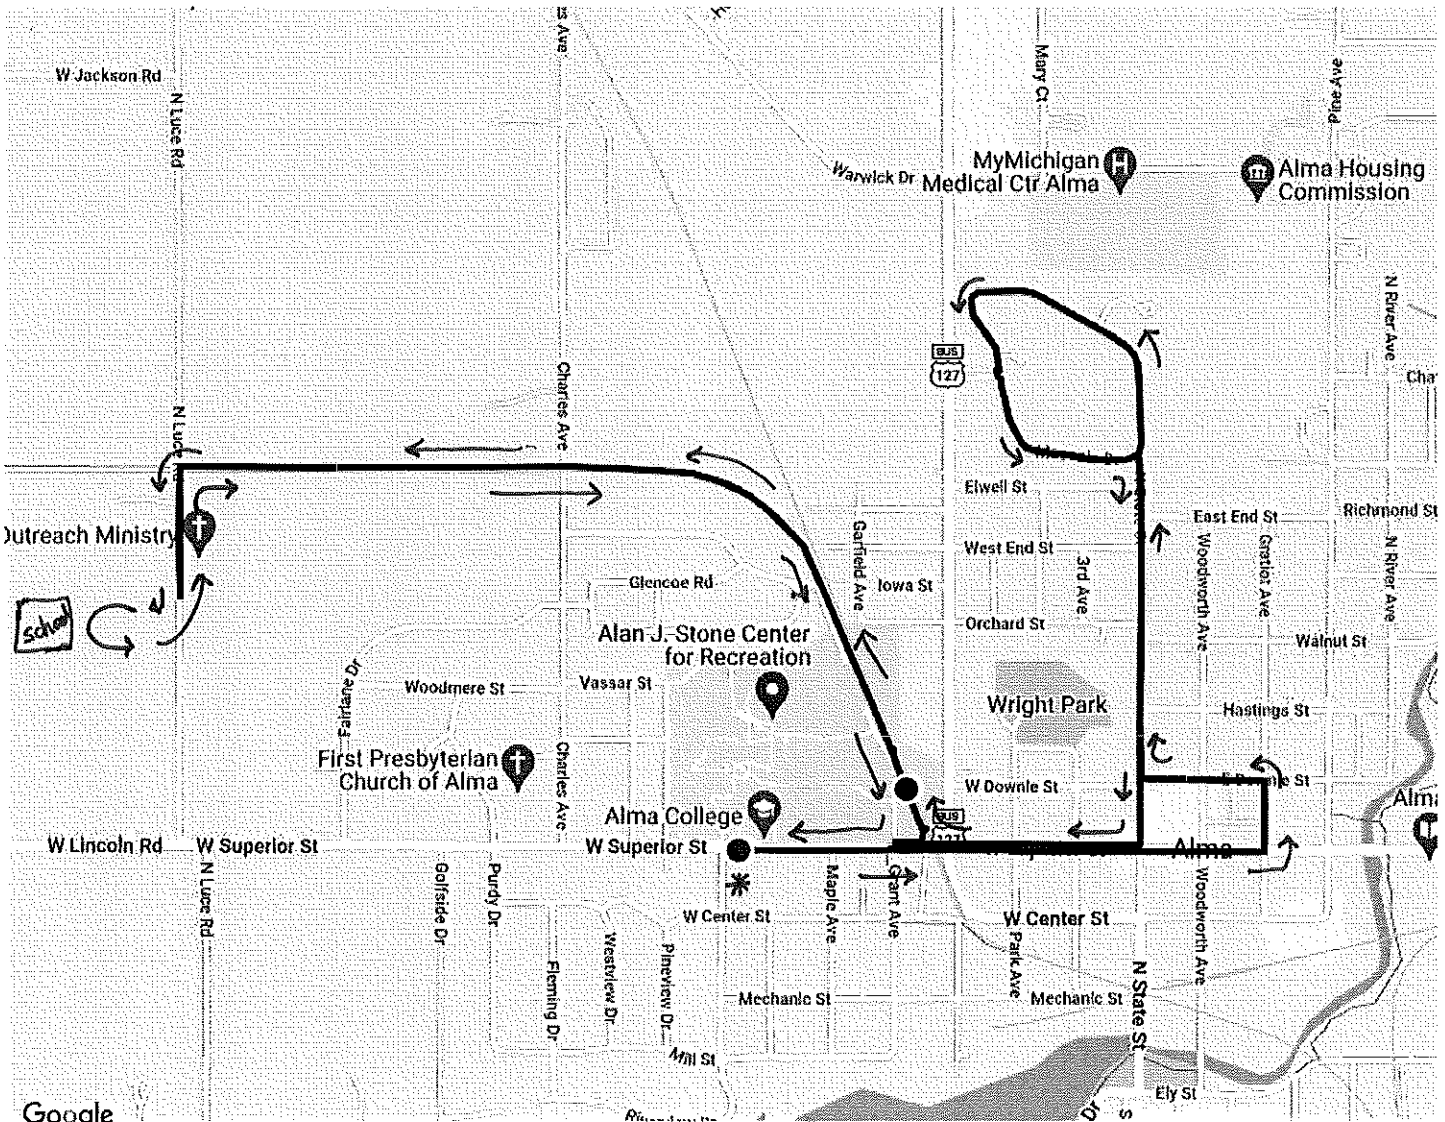 s Ave
W Jackson Rd
N Luce Rd
Mary Ct
Pine Ave
Warwick Dr
MyMichigan
Medical Ctr Alma
H
Alma Housing
Commission
N River Ave
BUS
127
Charles Ave
Cha
N Luce
Elwell St
East End St
Richmond St
Outreach Ministry
Garfield Ave
West End St
3rd Ave
Woodworth Ave
Gratiot Ave
N River Ave
Glencoe Rd
Iowa St
School
Alan J. Stone Center
for Recreation
Orchard St
Walnut St
Fairlane Dr
Woodmere St
Vassar St
Wright Park
Hastings St
First Presbyterian
Church of Alma
Charles Ave
W Downie St
E Downie St
Alma College
BUS
127
Alma
W Lincoln Rd
W Superior St
W Superior St
Alma
N Luce Rd
Golfside Dr
Purdy Dr
Maple Ave
Grant Ave
Woodworth Ave
W Center St
W Center St
Park Ave
Fleming Dr
Westview Dr
Pineview Dr
Mechanic St
Mechanic St
N State St
Mill St
Ely St
Google
Dr
S